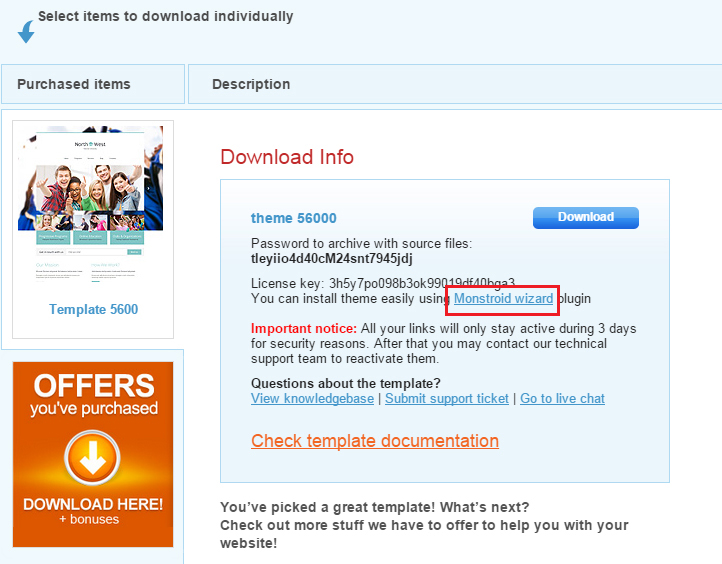 Select items to download individually
Purchased items
Description
North West
Template 5600
OFFERS
you've purchased
DOWNLOAD HERE!
+ bonuses
Download Info
theme 56000
Download
Password to archive with source files:
tleyiio4d40cM24snt7945jdj
License key: 3h5y7po098b3ok99019df40bga3
You can install theme easily using Monstroid wizard plugin
Important notice: All your links will only stay active during 3 days
for security reasons. After that you may contact our technical
support team to reactivate them.
Questions about the template?
View knowledgebase | Submit support ticket | Go to live chat
Check template documentation
You've picked a great template! What's next?
Check out more stuff we have to offer to help you with your
website!